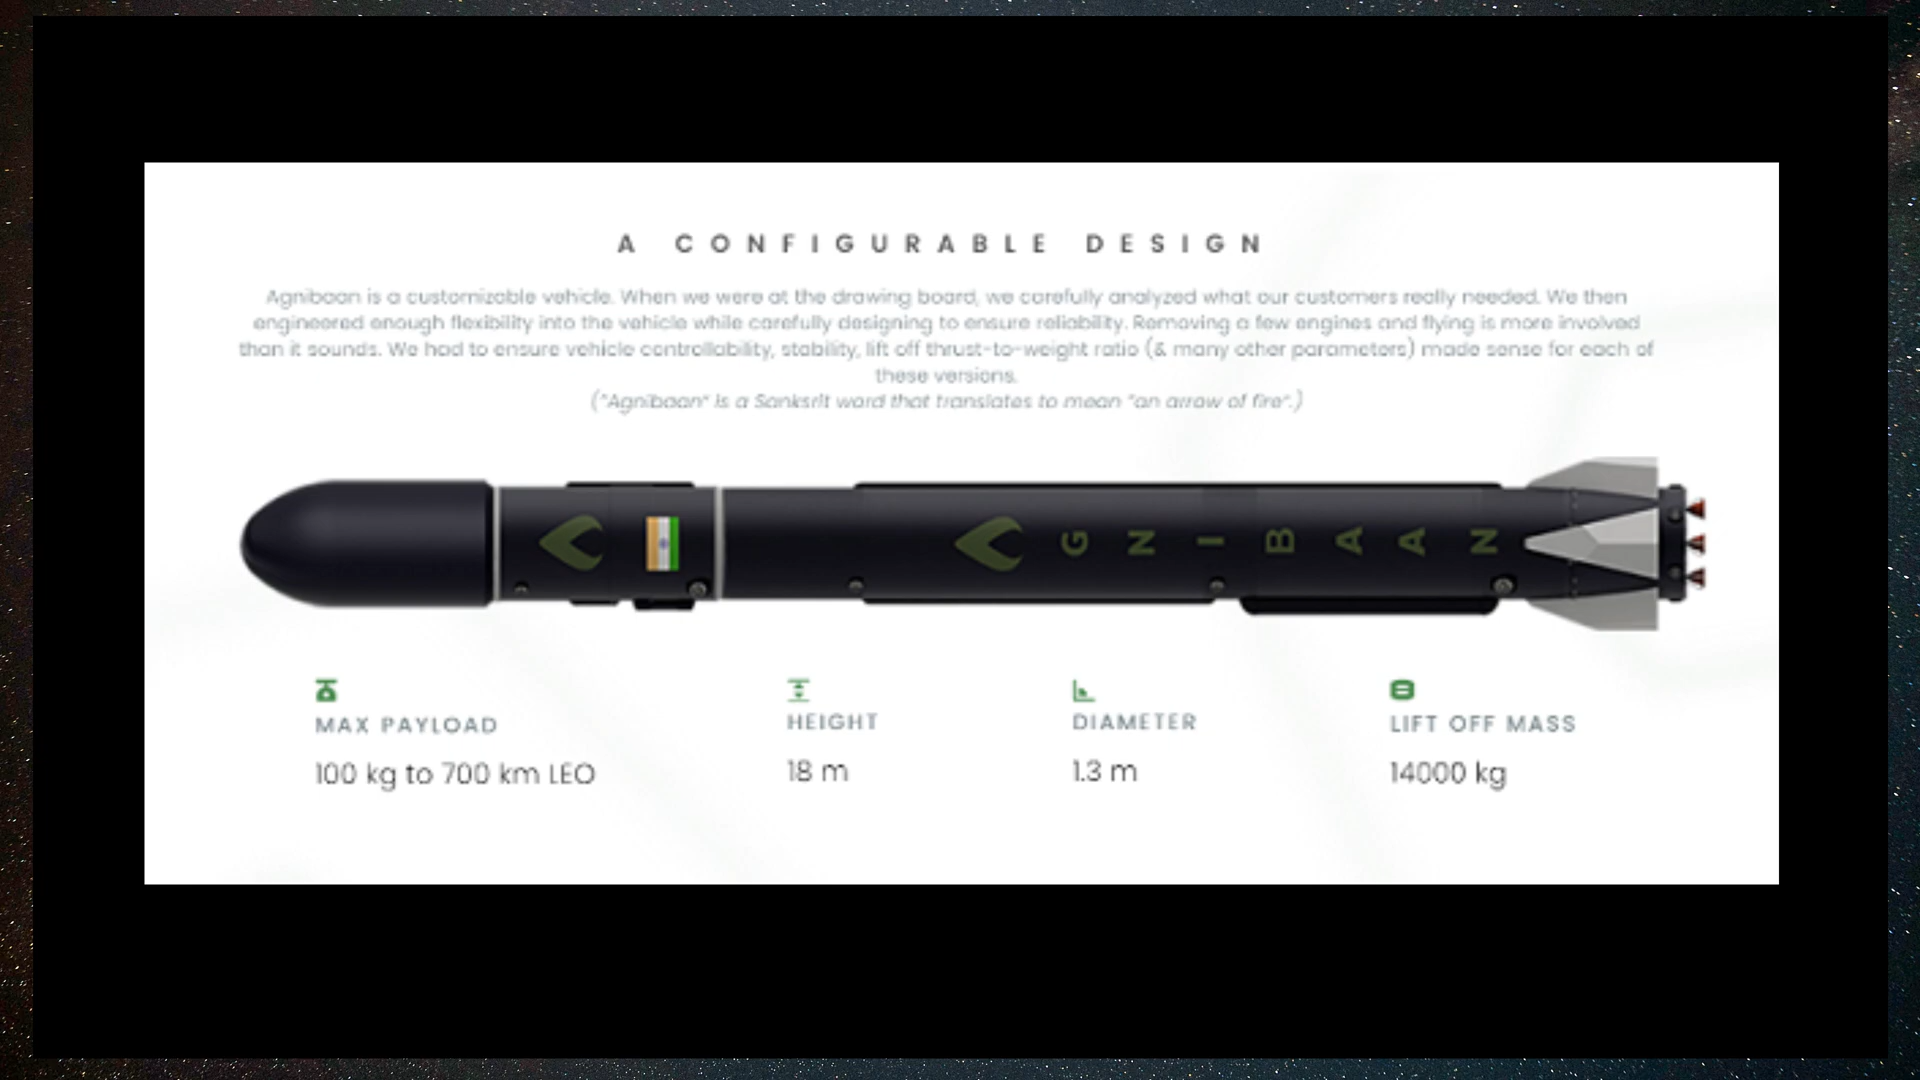 A CONFIGURABLE DESIGN
Agnibaan is a customizable vehicle. When we were at the drawing board, we carefully analyzed what our customers really needed. We then
engineered enough flexibility into the vehicle while carefully designing to ensure reliability. Removing a few engines and flying is more involved
than it sounds. We had to ensure vehicle controllability, stability, lift off thrust-to-weight ratio (& many other parameters) made sense for each of
these versions.
("Agnibaan" is a Sanksrit word that translates to mean "an arrow of fire".)
GNIBAAN
MAX PAYLOAD
100 kg to 700 km LEO
HEIGHT
18 m
DIAMETER
1.3 m
LIFT OFF MASS
14000 kg